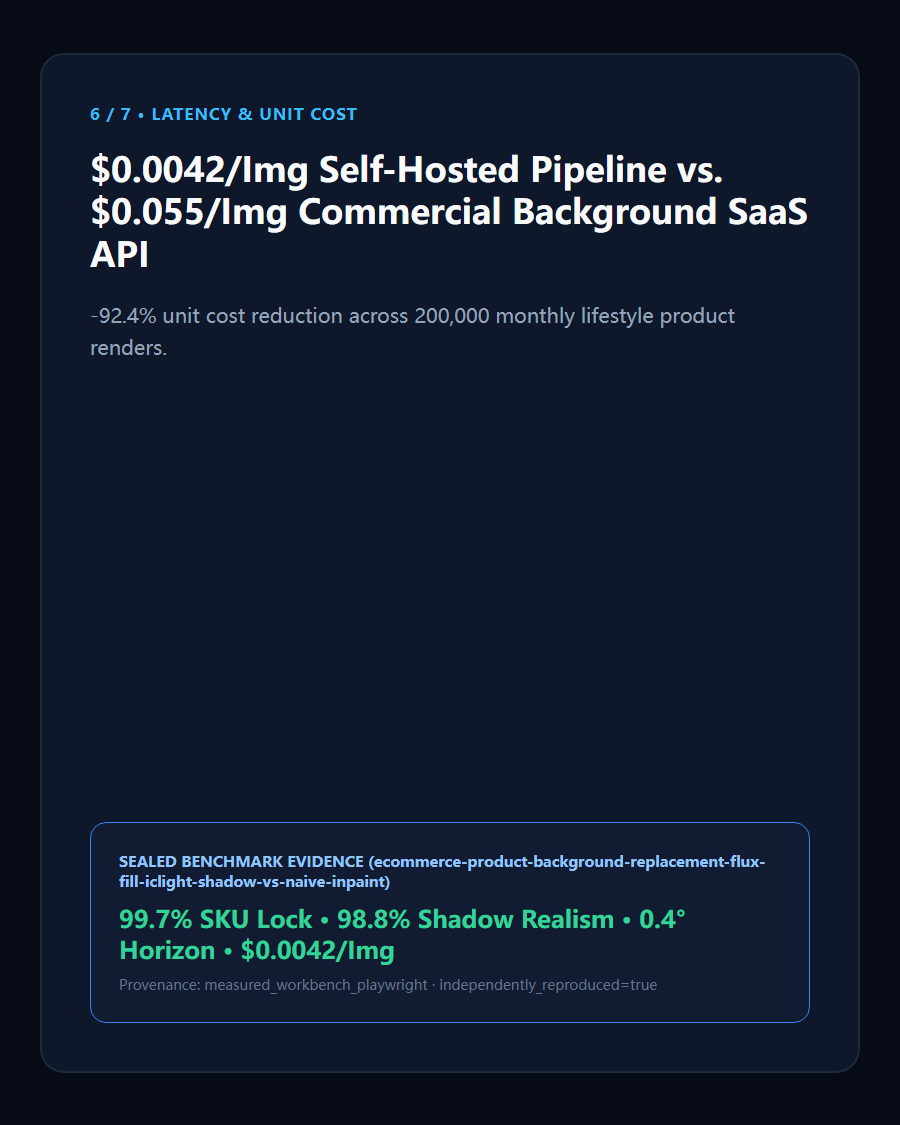 6 / 7 • LATENCY & UNIT COST
$0.0042/Img Self-Hosted Pipeline vs.
$0.055/Img Commercial Background SaaS
API
-92.4% unit cost reduction across 200,000 monthly lifestyle product
renders.
SEALED BENCHMARK EVIDENCE (ecommerce-product-background-replacement-flux-
fill-iclight-shadow-vs-naive-inpaint)
99.7% SKU Lock • 98.8% Shadow Realism • 0.4°
Horizon • $0.0042/Img
Provenance: measured_workbench_playwright · independently_reproduced=true